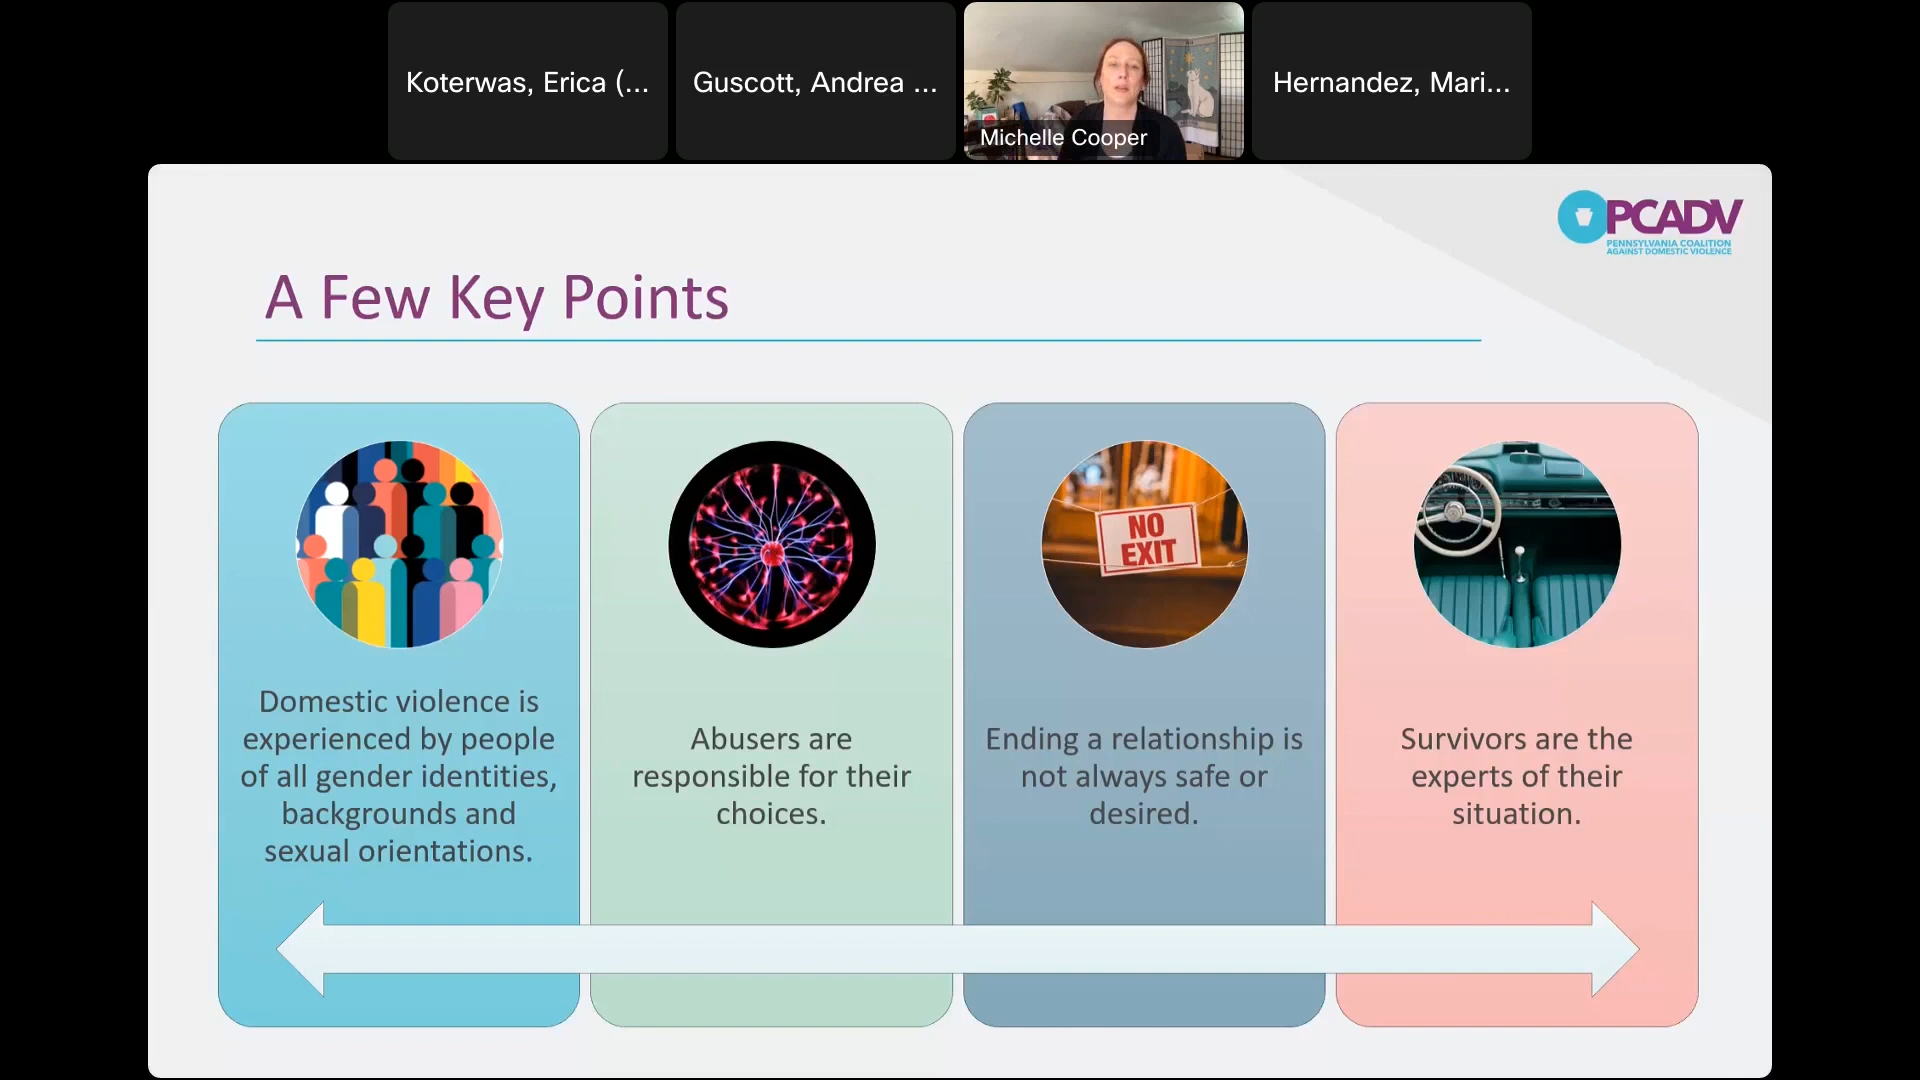 Koterwas, Erica (...
Guscott, Andrea ...
Michelle Cooper
Hernandez, Mari...
PCADV
PENNSYLVANIA COALITION
AGAINST DOMESTIC VIOLENCE
A Few Key Points
NO
EXIT
Domestic violence is
experienced by people
of all gender identities,
backgrounds and
sexual orientations.
Abusers are
responsible for their
choices.
Ending a relationship is
not always safe or
desired.
Survivors are the
experts of their
situation.